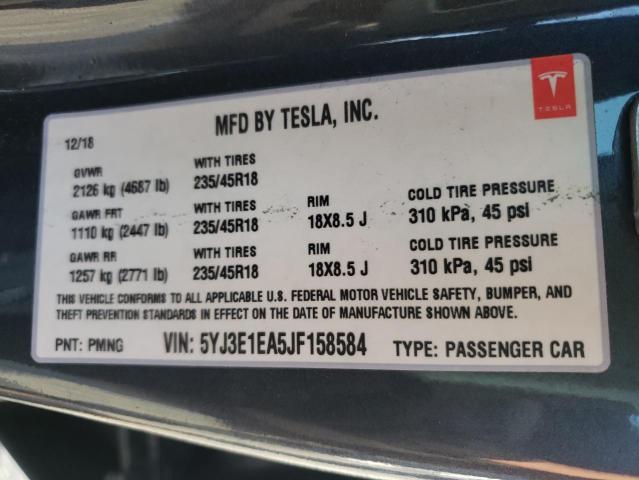 MFD BY TESLA, INC.
TESLA
12/18
GVWR
2126 kg (4687 lb)
WITH TIRES
235/45R18
GAWR FRT
1110 kg (2447 lb)
WITH TIRES
235/45R18
RIM
18X8.5 J
COLD TIRE PRESSURE
310 kPa, 45 psi
GAWR RR
1257 kg (2771 lb)
WITH TIRES
235/45R18
RIM
18X8.5 J
COLD TIRE PRESSURE
310 kPa, 45 psi
THIS VEHICLE CONFORMS TO ALL APPLICABLE U.S. FEDERAL MOTOR VEHICLE SAFETY, BUMPER, AND
THEFT PREVENTION STANDARDS IN EFFECT ON THE DATE OF MANUFACTURE SHOWN ABOVE.
PNT: PMNG
VIN: 5YJ3E1EA5JF158584
TYPE: PASSENGER CAR